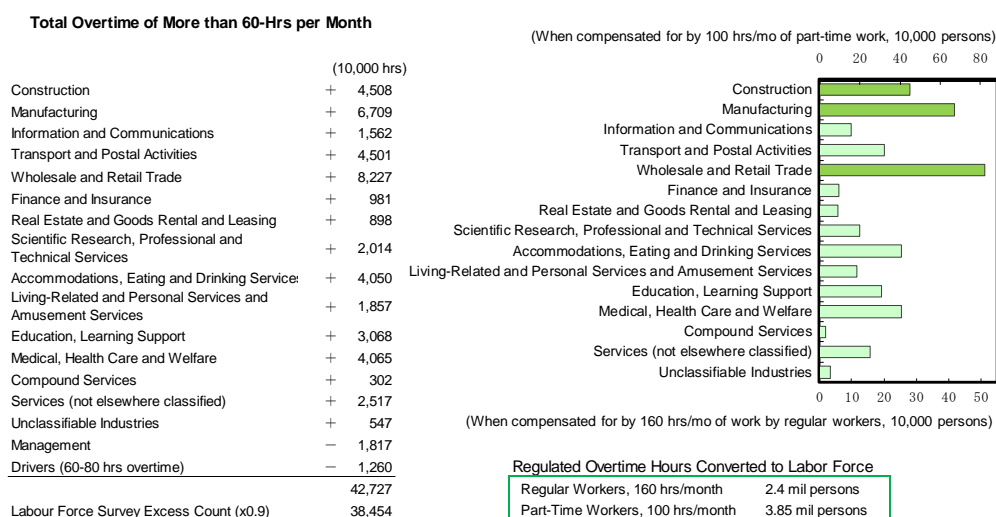 Total Overtime of More than 60-Hrs per Month
(10,000 hrs)
Construction + 4,508
Manufacturing + 6,709
Information and Communications + 1,562
Transport and Postal Activities + 4,501
Wholesale and Retail Trade + 8,227
Finance and Insurance + 981
Real Estate and Goods Rental and Leasing + 898
Scientific Research, Professional and
Technical Services + 2,014
Accommodations, Eating and Drinking Services + 4,050
Living-Related and Personal Services and
Amusement Services + 1,857
Education, Learning Support + 3,068
Medical, Health Care and Welfare + 4,065
Compound Services + 302
Services (not elsewhere classified) + 2,517
Unclassifiable Industries + 547
Management − 1,817
Drivers (60-80 hrs overtime) − 1,260
42,727
Labour Force Survey Excess Count (x0.9) 38,454
(When compensated for by 100 hrs/mo of part-time work, 10,000 persons)
0 20 40 60 80
Construction
Manufacturing
Information and Communications
Transport and Postal Activities
Wholesale and Retail Trade
Finance and Insurance
Real Estate and Goods Rental and Leasing
Scientific Research, Professional and Technical Services
Accommodations, Eating and Drinking Services
Living-Related and Personal Services and Amusement Services
Education, Learning Support
Medical, Health Care and Welfare
Compound Services
Services (not elsewhere classified)
Unclassifiable Industries
0 10 20 30 40 50
(When compensated for by 160 hrs/mo of work by regular workers, 10,000 persons)
Regulated Overtime Hours Converted to Labor Force
Regular Workers, 160 hrs/month 2.4 mil persons
Part-Time Workers, 100 hrs/month 3.85 mil persons